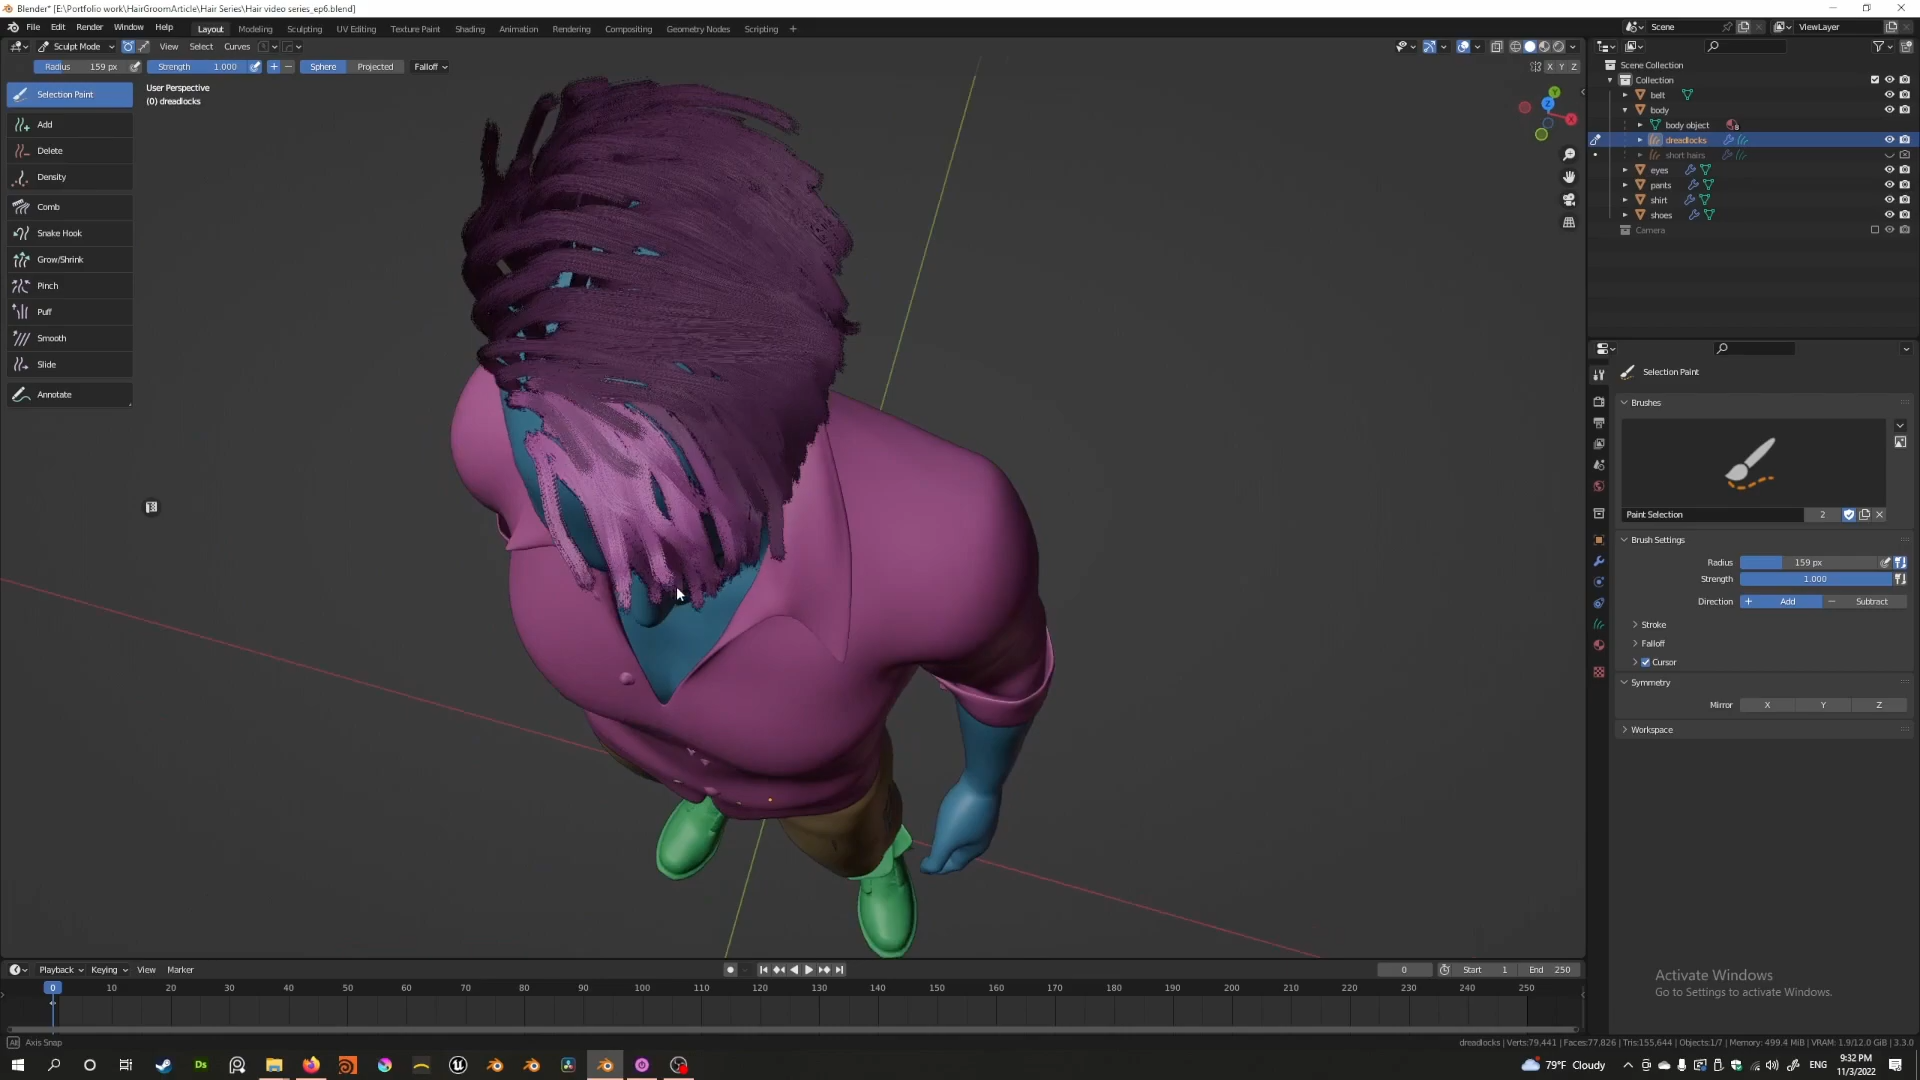 Blender* [E:\Portfolio work\HairGroomArticle\Hair Series\Hair video series_ep6.blend]
File Edit Render Window Help Layout Modeling Sculpting UV Editing Texture Paint Shading Animation Rendering Compositing Geometry Nodes Scripting + Scene ViewLayer
Sculpt Mode View Select Curves
Radius 159 px Strength 1.000 Sphere Projected Falloff X Y Z
Selection Paint
Add
Delete
Density
Comb
Snake Hook
Grow/Shrink
Pinch
Puff
Smooth
Slide
Annotate
User Perspective
(0) dreadlocks
Y
Z
X
Scene Collection
Collection
belt
body
body object 8
dreadlocks
short hairs
eyes
pants
shirt
shoes
Camera
Selection Paint
Brushes
Paint Selection 2
Brush Settings
Radius 159 px
Strength 1.000
Direction + Add − Subtract
Stroke
Falloff
Cursor
Symmetry
Mirror X Y Z
Workspace
Activate Windows
Go to Settings to activate Windows.
Playback Keying View Marker 0 Start 1 End 250
0 10 20 30 40 50 60 70 80 90 100 110 120 130 140 150 160 170 180 190 200 210 220 230 240 250
Alt Axis Snap
dreadlocks | Verts:79,441 | Faces:77,826 | Tris:155,644 | Objects:1/7 | Memory: 499.4 MiB | VRAM: 1.9/12.0 GiB | 3.3.0
Ds
79°F Cloudy
ENG
9:32 PM
11/3/2022